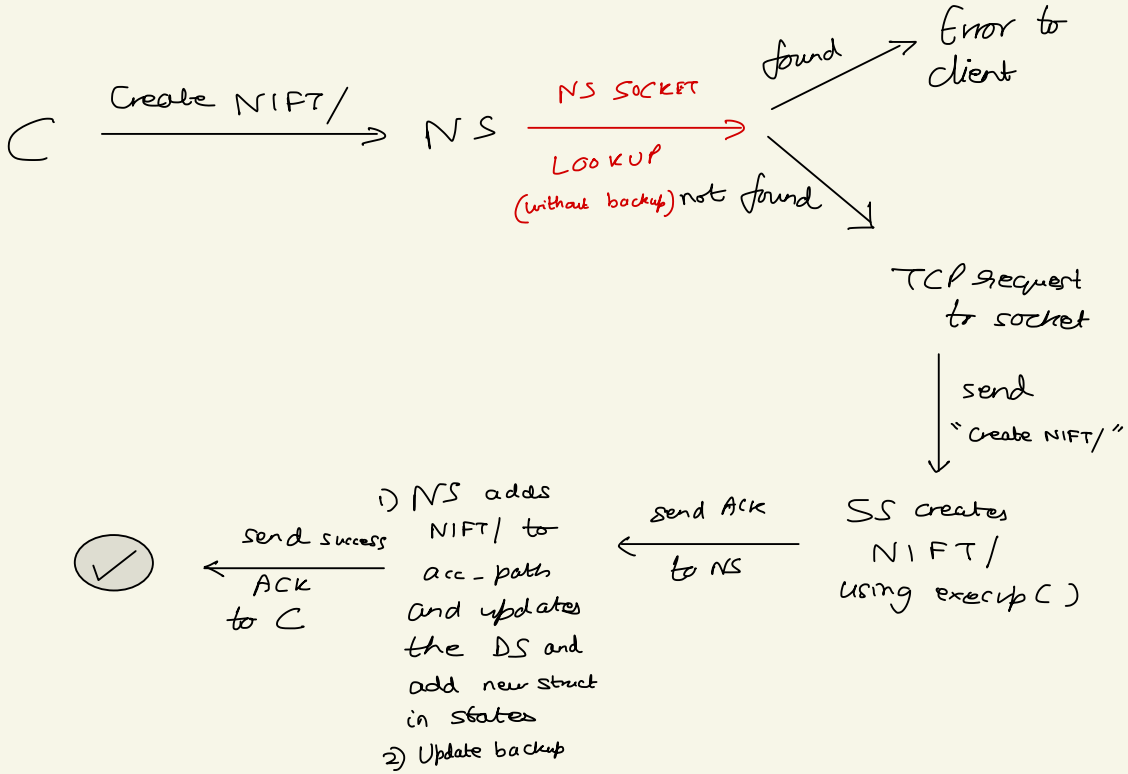 C
Create NIFT/
NS
NS SOCKET
LOOKUP
(without backup)
found
Error to
client
not found
TCP request
to socket
send
"Create NIFT/"
SS creates
NIFT/
using execvp()
send Ack
to NS
1) NS adds
NIFT/ to
acc_path
and updates
the DS and
add new struct
in states
2) Update backup
send success
ACK
to C